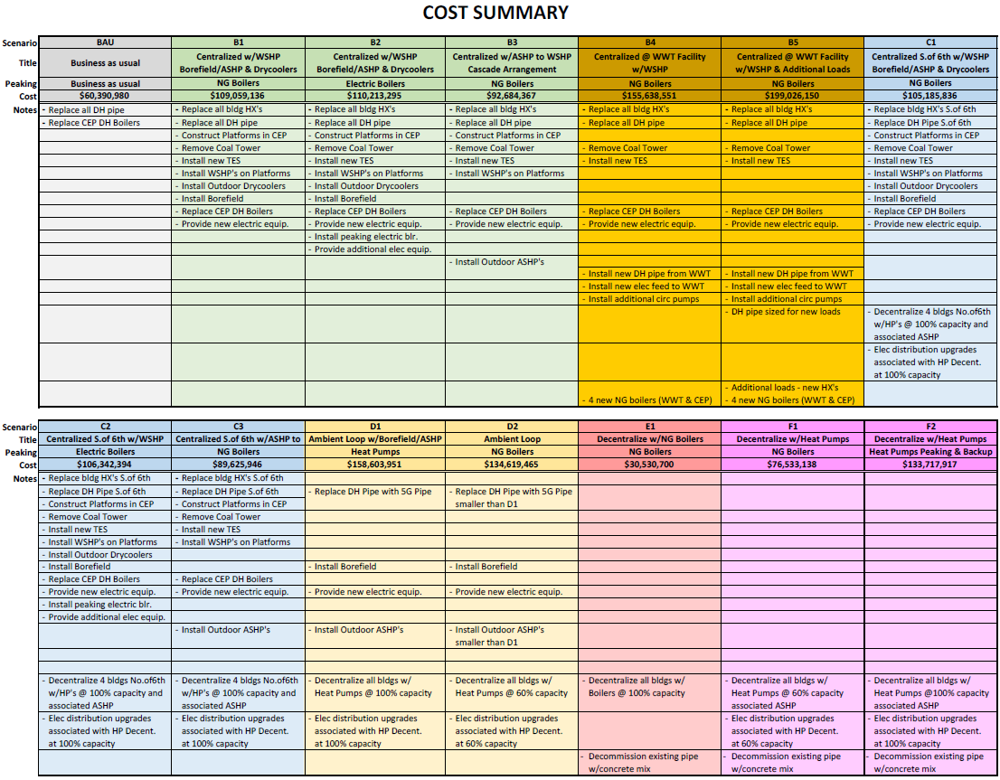 COST SUMMARY
Scenario BAU B1 B2 B3 B4 B5 C1
Title Business as usual Centralized w/WSHP Borefield/ASHP & Drycoolers Centralized w/WSHP Borefield/ASHP & Drycoolers Centralized w/ASHP to WSHP Cascade Arrangement Centralized @ WWT Facility w/WSHP Centralized @ WWT Facility w/WSHP & Additional Loads Centralized S.of 6th w/WSHP Borefield/ASHP & Drycoolers
Peaking Business as usual NG Boilers Electric Boilers NG Boilers NG Boilers NG Boilers NG Boilers
Cost $60,390,980 $109,059,136 $110,213,295 $92,684,367 $155,638,551 $199,026,150 $105,185,836
Notes - Replace all DH pipe - Replace all bldg HX's - Replace all bldg HX's - Replace all bldg HX's - Replace all bldg HX's - Replace all bldg HX's - Replace bldg HX's S.of 6th
- Replace CEP DH Boilers - Replace all DH pipe - Replace all DH pipe - Replace all DH pipe - Replace all DH pipe - Replace all DH pipe - Replace DH Pipe S.of 6th
- Construct Platforms in CEP - Construct Platforms in CEP - Construct Platforms in CEP - Construct Platforms in CEP
- Remove Coal Tower - Remove Coal Tower - Remove Coal Tower - Remove Coal Tower - Remove Coal Tower - Remove Coal Tower
- Install new TES - Install new TES - Install new TES - Install new TES - Install new TES - Install new TES
- Install WSHP's on Platforms - Install WSHP's on Platforms - Install WSHP's on Platforms - Install WSHP's on Platforms
- Install Outdoor Drycoolers - Install Outdoor Drycoolers - Install Outdoor Drycoolers
- Install Borefield - Install Borefield - Install Borefield
- Replace CEP DH Boilers - Replace CEP DH Boilers - Replace CEP DH Boilers - Replace CEP DH Boilers - Replace CEP DH Boilers - Replace CEP DH Boilers
- Provide new electric equip. - Provide new electric equip. - Provide new electric equip. - Provide new electric equip. - Provide new electric equip. - Provide new electric equip.
- Install peaking electric blr.
- Provide additional elec equip.
- Install Outdoor ASHP's
- Install new DH pipe from WWT - Install new DH pipe from WWT
- Install new elec feed to WWT - Install new elec feed to WWT
- Install additional circ pumps - Install additional circ pumps
- DH pipe sized for new loads - Decentralize 4 bldgs No.of6th
w/HP's @ 100% capacity and
associated ASHP
- Elec distribution upgrades
associated with HP Decent.
at 100% capacity
- Additional loads - new HX's
- 4 new NG boilers (WWT & CEP) - 4 new NG boilers (WWT & CEP)
Scenario C2 C3 D1 D2 E1 F1 F2
Title Centralized S.of 6th w/WSHP Centralized S.of 6th w/ASHP to Ambient Loop w/Borefield/ASHP Ambient Loop Decentralize w/NG Boilers Decentralize w/Heat Pumps Decentralize w/Heat Pumps
Peaking Electric Boilers NG Boilers Heat Pumps NG Boilers NG Boilers NG Boilers Heat Pumps Peaking & Backup
Cost $106,342,394 $89,625,946 $158,603,951 $134,619,465 $30,530,700 $76,533,138 $133,717,917
Notes - Replace bldg HX's S.of 6th - Replace bldg HX's S.of 6th
- Replace DH Pipe S.of 6th - Replace DH Pipe S.of 6th - Replace DH Pipe with 5G Pipe - Replace DH Pipe with 5G Pipe
- Construct Platforms in CEP - Construct Platforms in CEP smaller than D1
- Remove Coal Tower - Remove Coal Tower
- Install new TES - Install new TES
- Install WSHP's on Platforms - Install WSHP's on Platforms
- Install Outdoor Drycoolers
- Install Borefield - Install Borefield - Install Borefield
- Replace CEP DH Boilers - Replace CEP DH Boilers
- Provide new electric equip. - Provide new electric equip. - Provide new electric equip. - Provide new electric equip.
- Install peaking electric blr.
- Provide additional elec equip.
- Install Outdoor ASHP's - Install Outdoor ASHP's - Install Outdoor ASHP's
smaller than D1
- Decentralize 4 bldgs No.of6th - Decentralize 4 bldgs No.of6th - Decentralize all bldgs w/ - Decentralize all bldgs w/ - Decentralize all bldgs w/ - Decentralize all bldgs w/ - Decentralize all bldgs w/
w/HP's @ 100% capacity and w/HP's @ 100% capacity and Heat Pumps @ 100% capacity Heat Pumps @ 60% capacity Boilers @ 100% capacity Heat Pumps @ 60% capacity Heat Pumps @100% capacity
associated ASHP associated ASHP associated ASHP associated ASHP
- Elec distribution upgrades - Elec distribution upgrades - Elec distribution upgrades - Elec distribution upgrades - Elec distribution upgrades - Elec distribution upgrades
associated with HP Decent. associated with HP Decent. associated with HP Decent. associated with HP Decent. associated with HP Decent. associated with HP Decent.
at 100% capacity at 100% capacity at 100% capacity at 60% capacity at 60% capacity at 100% capacity
- Decommission existing pipe - Decommission existing pipe - Decommission existing pipe
w/concrete mix w/concrete mix w/concrete mix